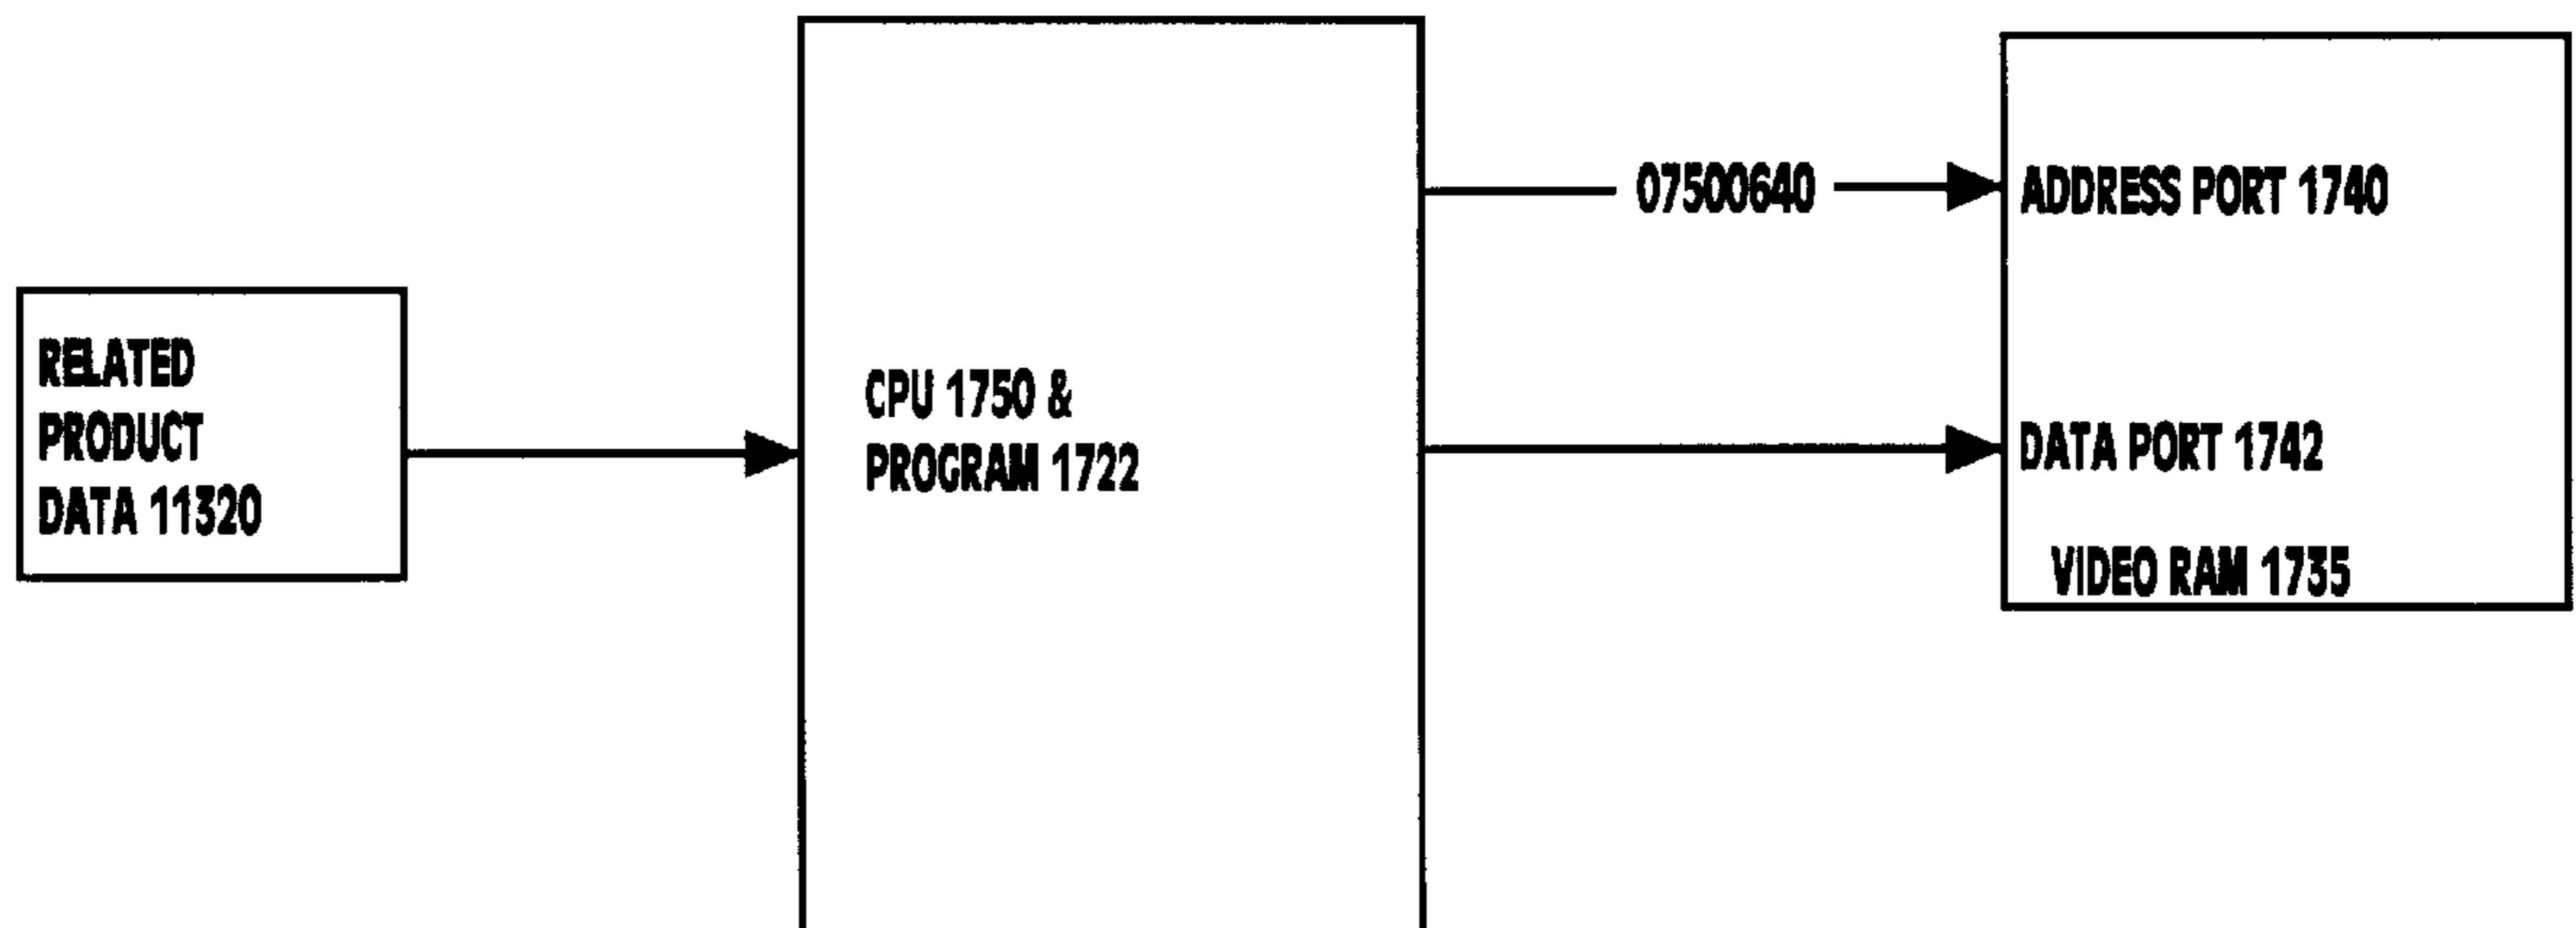 RELATED
PRODUCT
DATA 11320
CPU 1750 &
PROGRAM 1722
07500640
ADDRESS PORT 1740
DATA PORT 1742
VIDEO RAM 1735